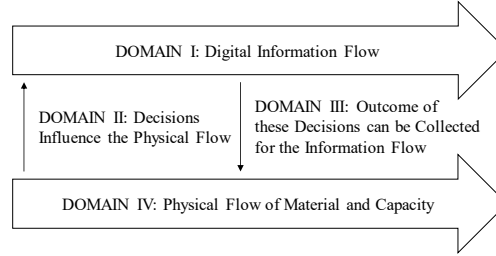 DOMAIN I: Digital Information Flow
DOMAIN II: Decisions
Influence the Physical Flow
DOMAIN III: Outcome of
these Decisions can be Collected
for the Information Flow
DOMAIN IV: Physical Flow of Material and Capacity